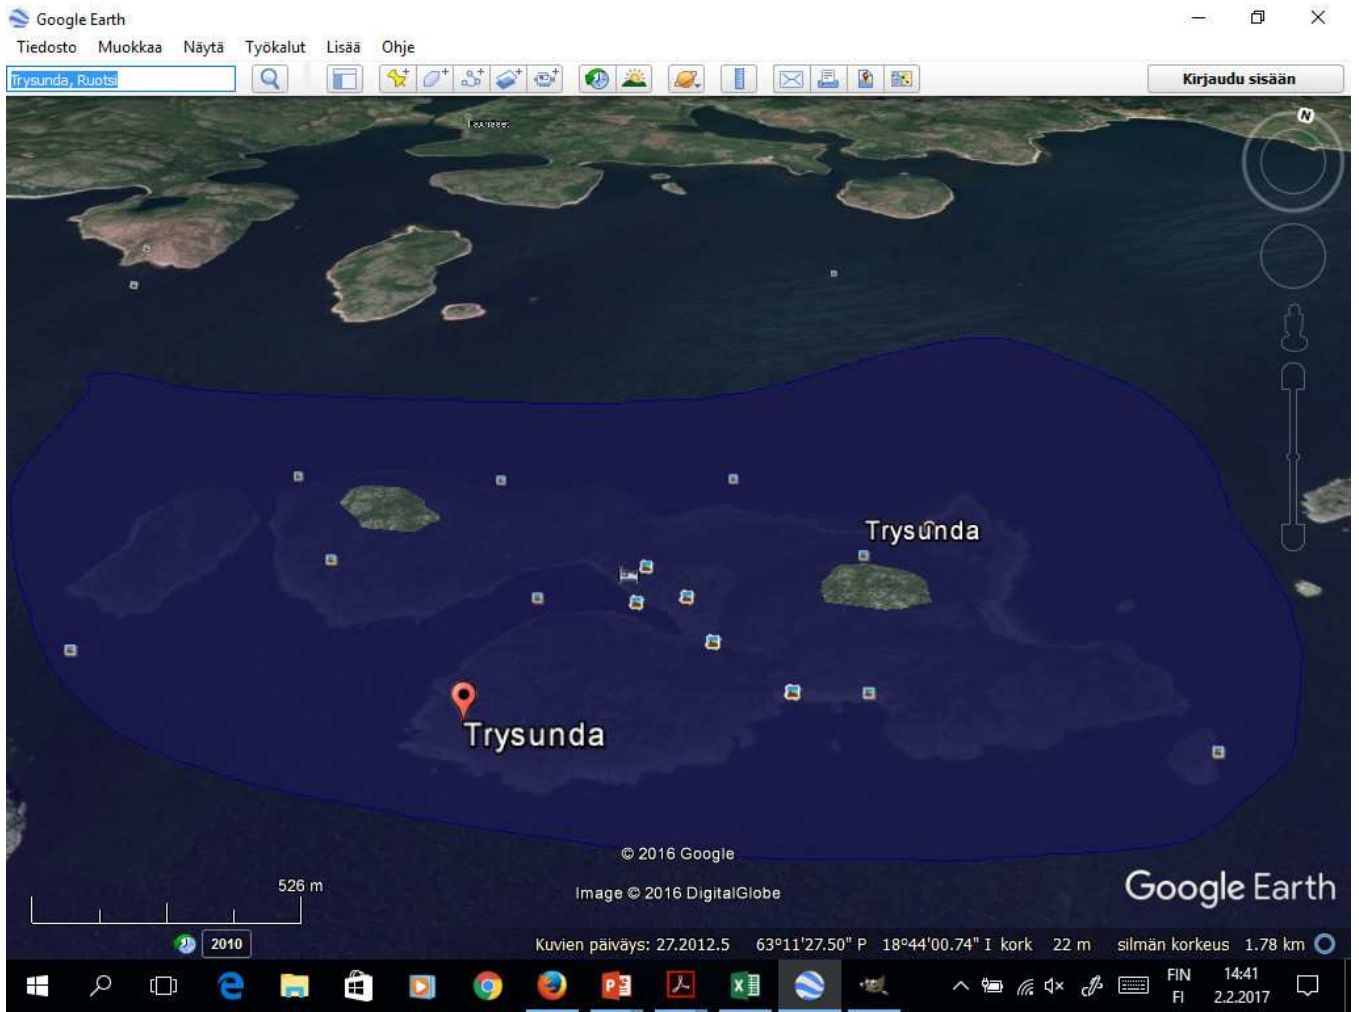 Google Earth
Tiedosto Muokkaa Näytä Työkalut Lisää Ohje
Trysunda, Ruotsi
Kirjaudu sisään
N
Trysunda
Trysunda
© 2016 Google
526 m
Image © 2016 DigitalGlobe
Google Earth
2010
Kuvien päiväys: 27.2012.5 63°11'27.50" P 18°44'00.74" I kork 22 m silmän korkeus 1.78 km
FIN
FI
14:41
2.2.2017